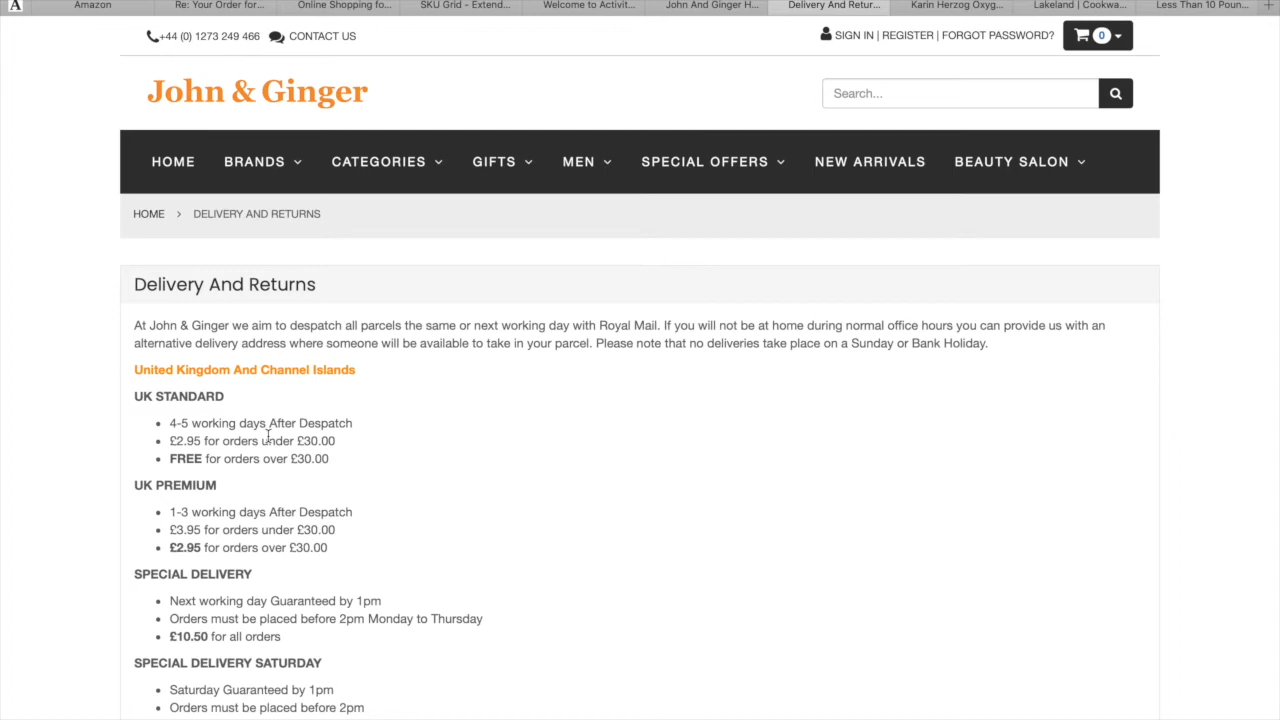 A
Amazon
Re: Your Order for...
Online Shopping fo...
SKU Grid - Extend...
Welcome to Activit...
John And Ginger H...
Delivery And Retur...
Karin Herzog Oxyg...
Lakeland | Cookwa...
Less Than 10 Poun...
+44 (0) 1273 249 466 CONTACT US
SIGN IN | REGISTER | FORGOT PASSWORD?
0
John & Ginger
Search...
HOME BRANDS CATEGORIES GIFTS MEN SPECIAL OFFERS NEW ARRIVALS BEAUTY SALON
HOME > DELIVERY AND RETURNS
Delivery And Returns
At John & Ginger we aim to despatch all parcels the same or next working day with Royal Mail. If you will not be at home during normal office hours you can provide us with an
alternative delivery address where someone will be available to take in your parcel. Please note that no deliveries take place on a Sunday or Bank Holiday.
United Kingdom And Channel Islands
UK STANDARD
• 4-5 working days After Despatch
• £2.95 for orders under £30.00
• FREE for orders over £30.00
UK PREMIUM
• 1-3 working days After Despatch
• £3.95 for orders under £30.00
• £2.95 for orders over £30.00
SPECIAL DELIVERY
• Next working day Guaranteed by 1pm
• Orders must be placed before 2pm Monday to Thursday
• £10.50 for all orders
SPECIAL DELIVERY SATURDAY
• Saturday Guaranteed by 1pm
• Orders must be placed before 2pm